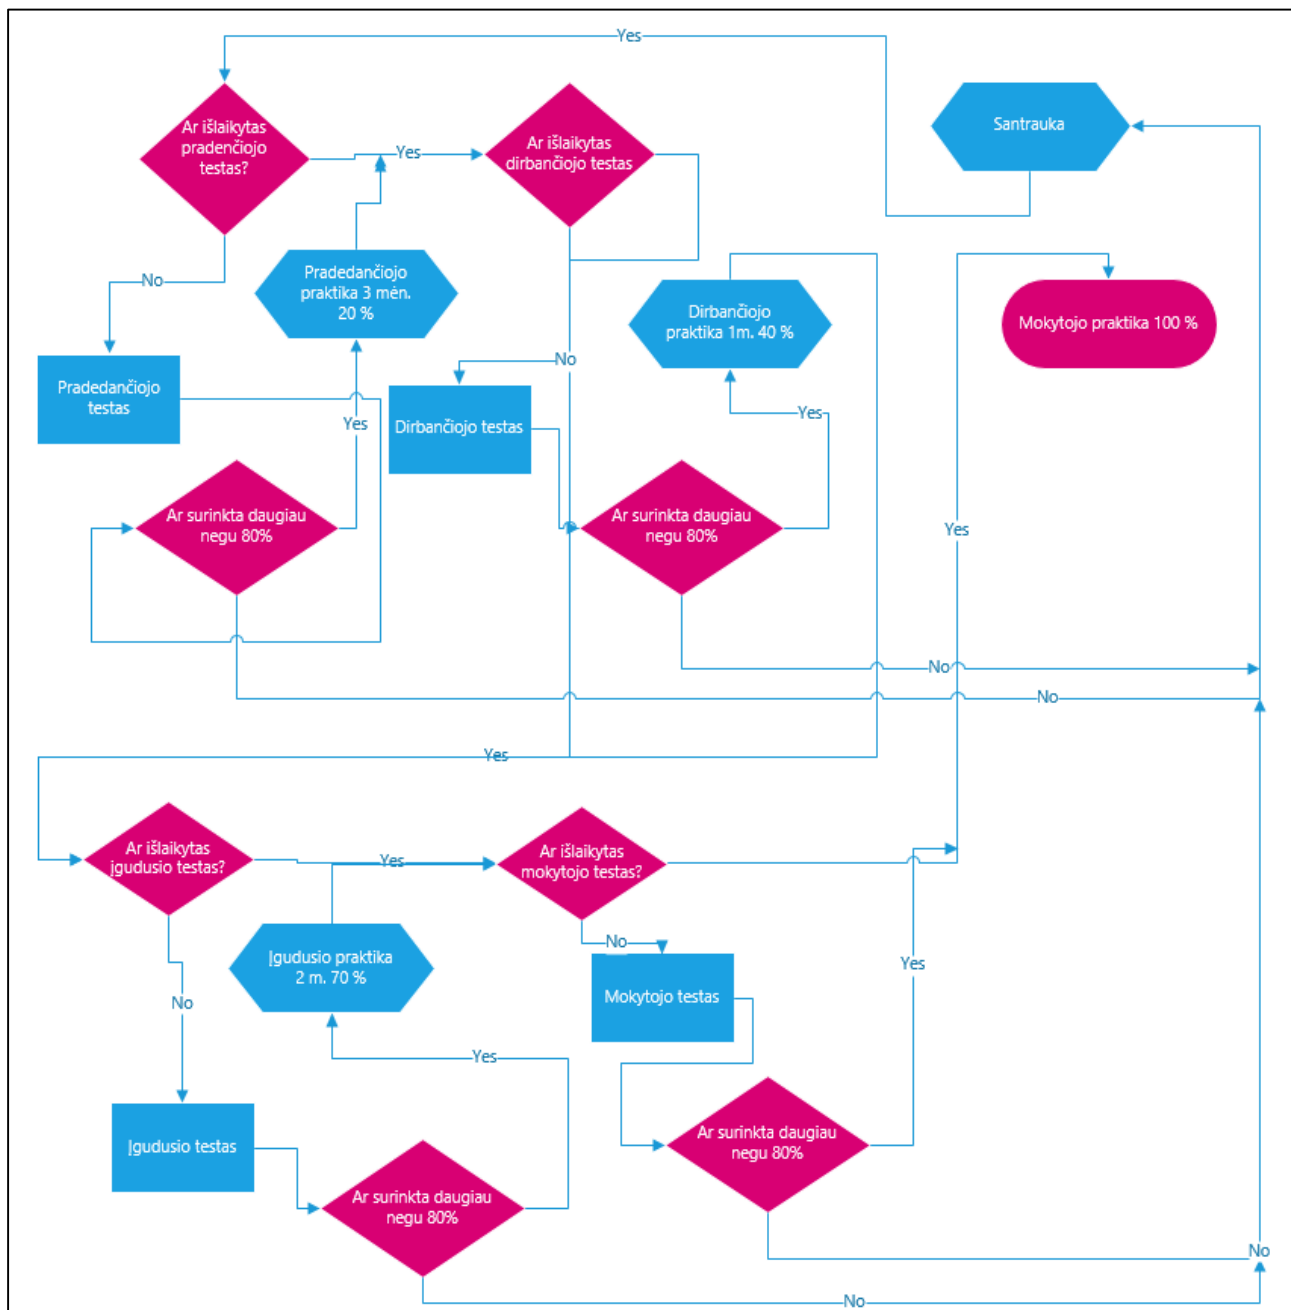 Yes
Ar išlaikytas
pradenčiojo
testas?
Yes
Ar išlaikytas
dirbančiojo testas
Santrauka
No
Pradedančiojo
praktika 3 mėn.
20 %
Dirbančiojo
praktika 1m. 40 %
Mokytojo praktika 100 %
No
Pradedančiojo
testas
Yes
Dirbančiojo testas
Yes
Ar surinkta daugiau
negu 80%
Ar surinkta daugiau
negu 80%
Yes
No
No
Yes
Ar išlaikytas
įgudusio testas?
Yes
Ar išlaikytas
mokytojo testas?
No
Įgudusio praktika
2 m. 70 %
Yes
No
Mokytojo testas
Yes
Įgudusio testas
Ar surinkta daugiau
negu 80%
Ar surinkta daugiau
negu 80%
No
No